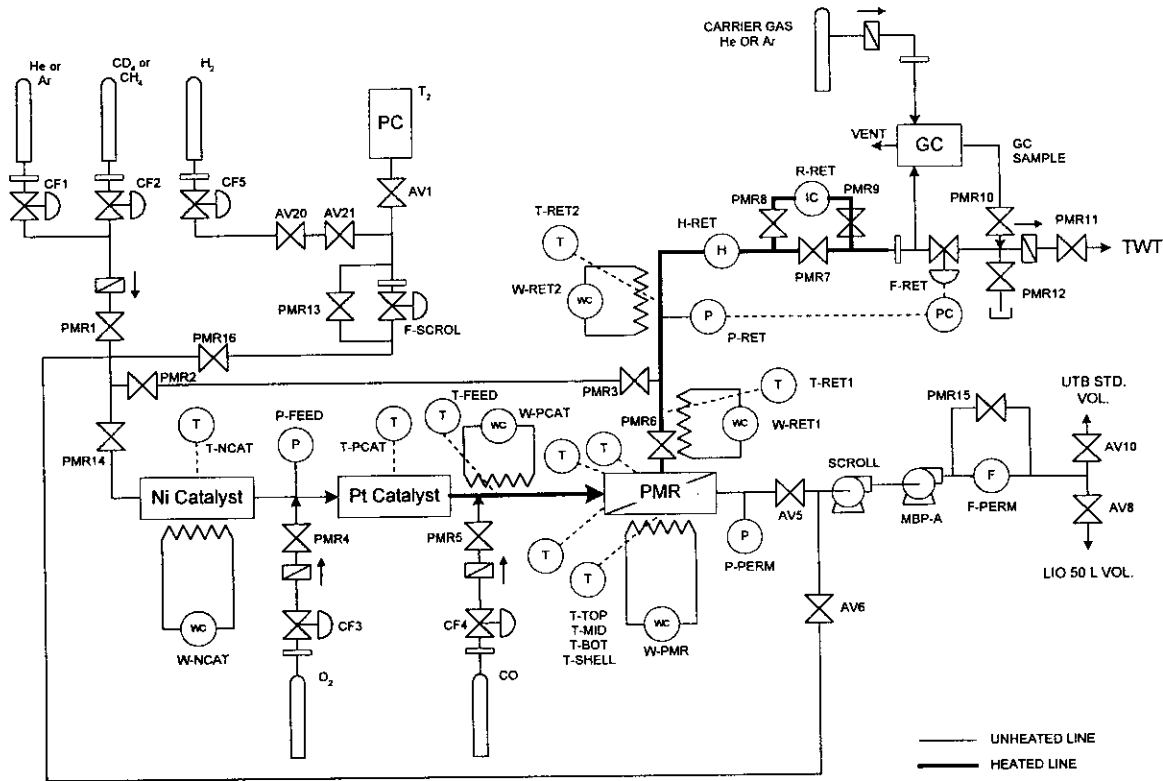 CARRIER GAS
He OR Ar
He or
Ar
CD4 or
CH4
H2
T2
PC
CF1
CF2
CF5
AV1
AV20
AV21
VENT
GC
GC
SAMPLE
R-RET
PMR8
IC
PMR9
PMR10
PMR11
TWT
T-RET2
T
H-RET
H
PMR7
F-RET
PMR12
W-RET2
WC
P
P-RET
PC
PMR1
PMR13
F-SCROL
PMR16
PMR2
PMR3
PMR14
T
T-NCAT
P-FEED
P
T
T-PCAT
T
T-FEED
W-PCAT
WC
PMR6
T
T-RET1
WC
W-RET1
PMR15
UTB STD.
VOL.
AV10
Ni Catalyst
Pt Catalyst
T
T
PMR
SCROLL
AV5
MBP-A
F
F-PERM
AV8
LIO 50 L VOL.
PMR4
PMR5
T
T
P
P-PERM
AV6
WC
W-NCAT
CF3
CF4
T-TOP
T-MID
T-BOT
T-SHELL
WC
W-PMR
O2
CO
UNHEATED LINE
HEATED LINE